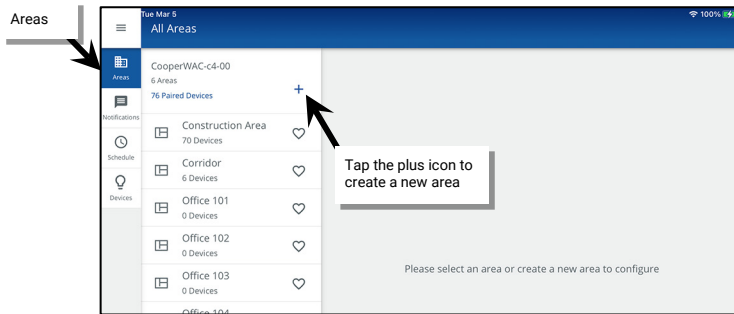 Areas
Tue Mar 5
100%
All Areas
Areas
Notifications
Schedule
Devices
CooperWAC-c4-00
6 Areas
76 Paired Devices
Construction Area
70 Devices
Corridor
6 Devices
Office 101
0 Devices
Office 102
0 Devices
Office 103
0 Devices
Office 104
Tap the plus icon to
create a new area
Please select an area or create a new area to configure